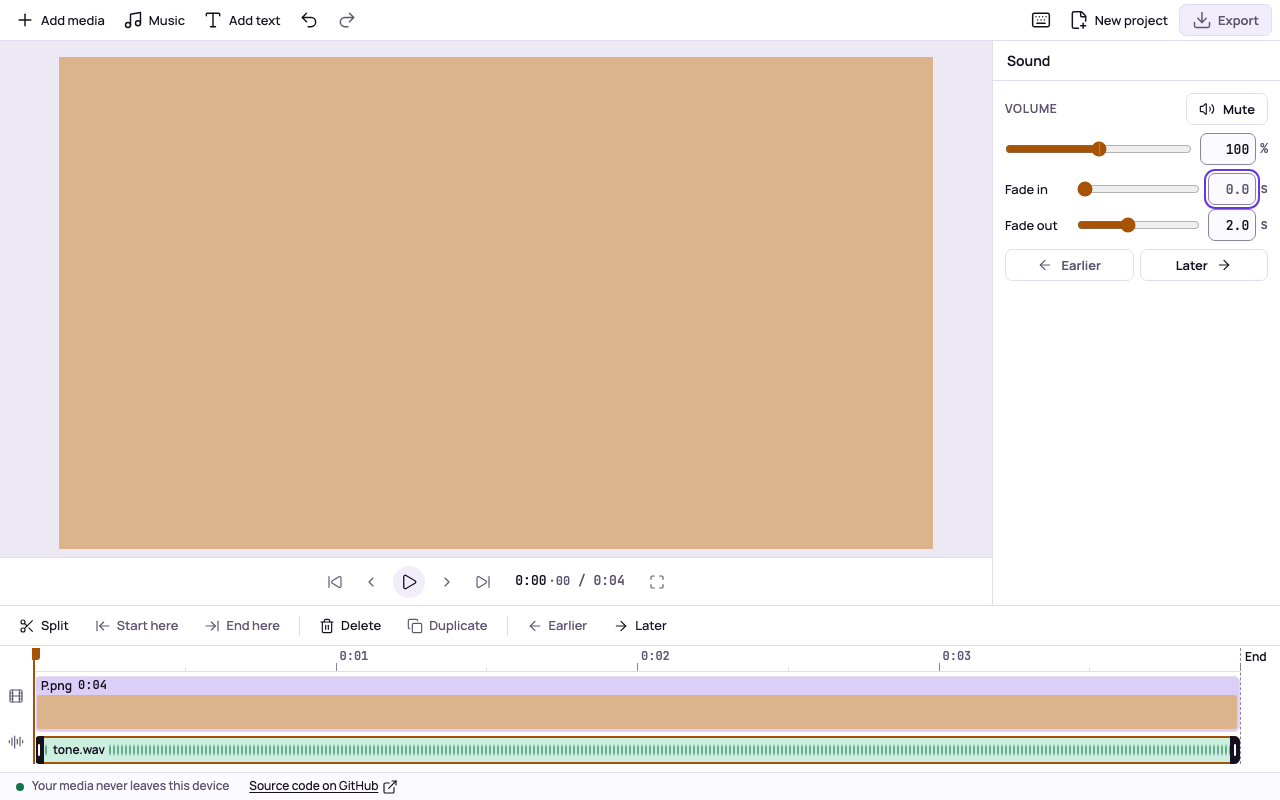 Add media Music Add text New project Export
Sound
VOLUME Mute
100 %
Fade in 0.0 s
Fade out 2.0 s
Earlier Later
0:00·00 / 0:04
Split Start here End here Delete Duplicate Earlier Later
0:01 0:02 0:03 End
P.png 0:04
tone.wav
Your media never leaves this device Source code on GitHub